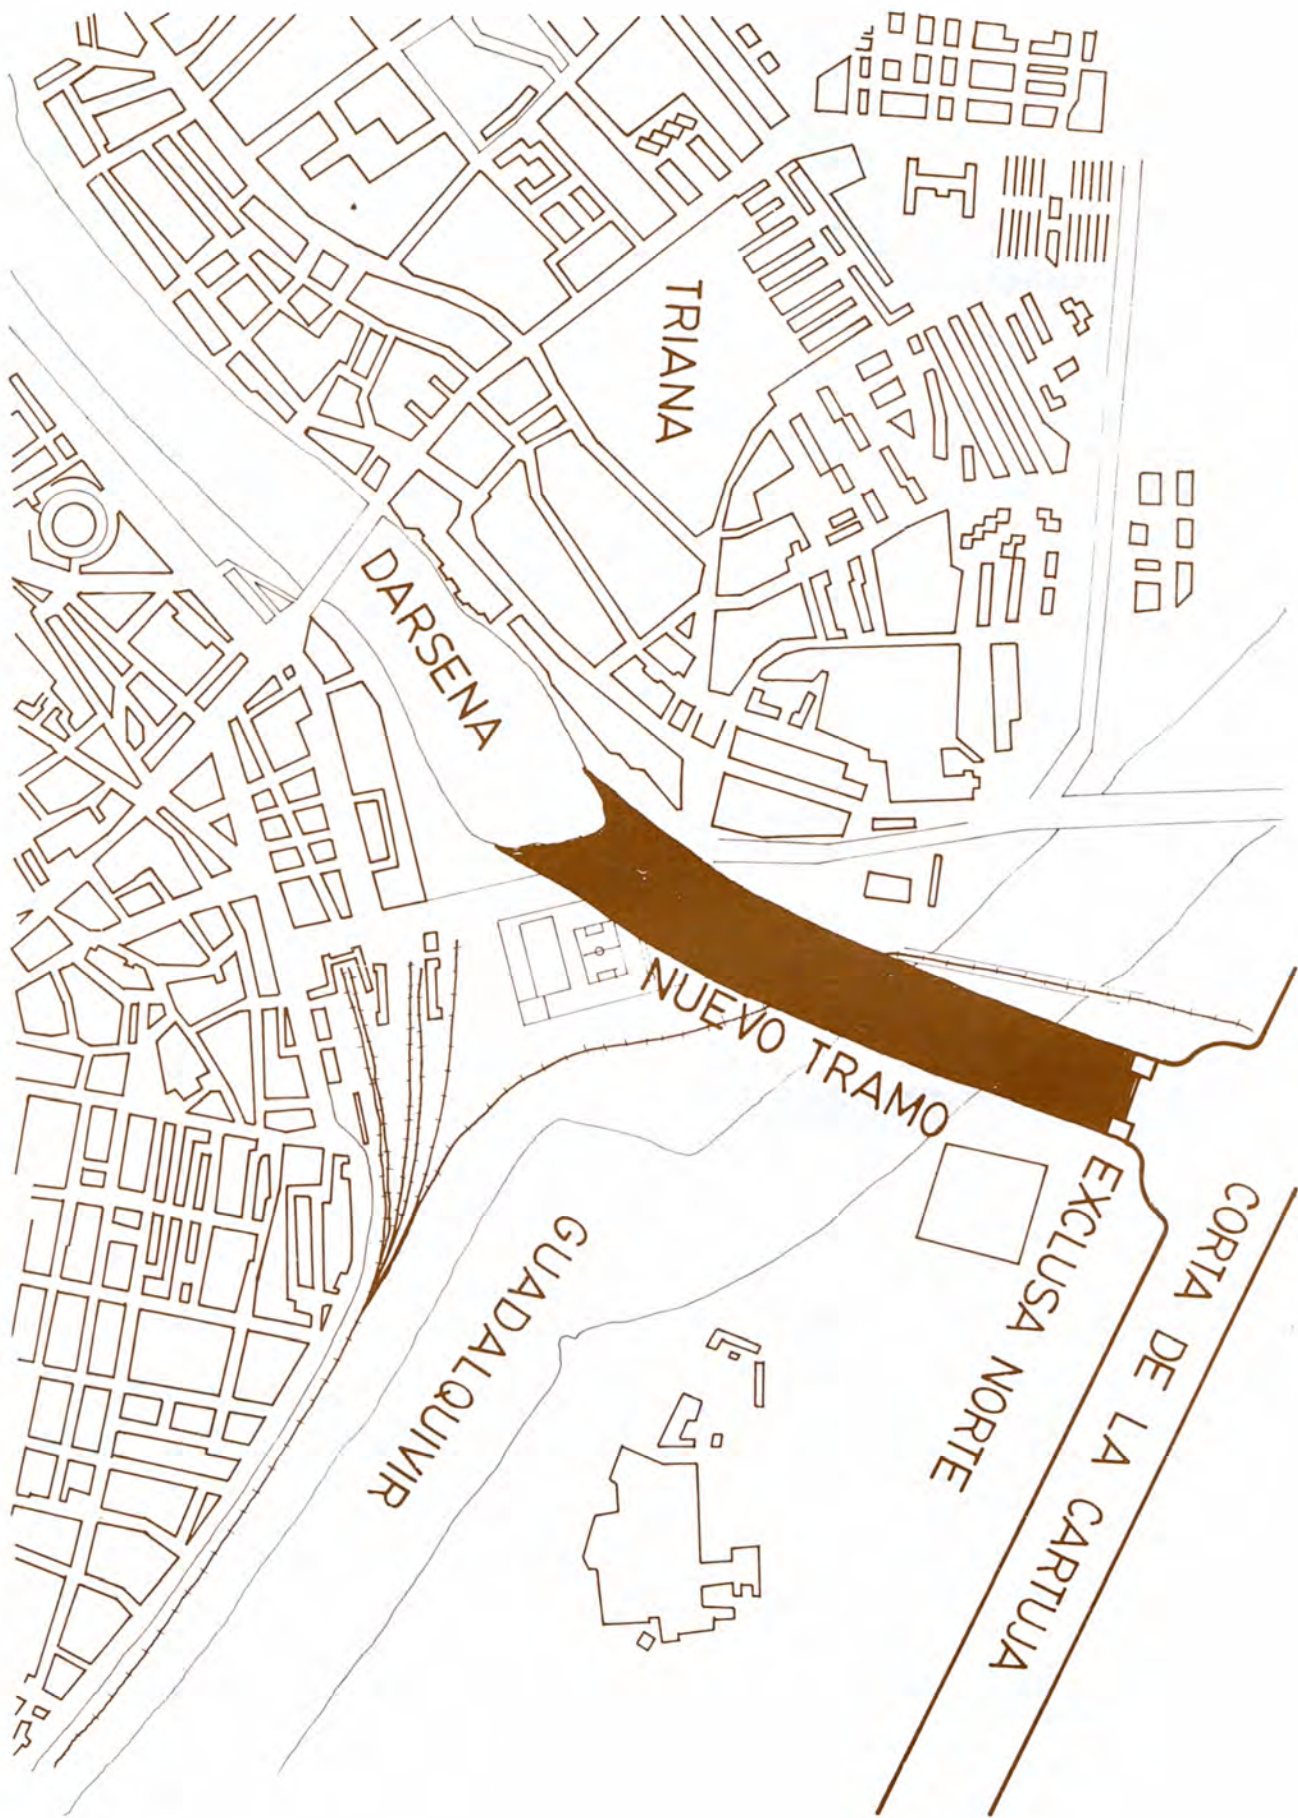 TRIANA
DARSENA
NUEVO TRAMO
EXCLUSA NORTE
CORTA DE LA CARTUJA
GUADALQUIVIR